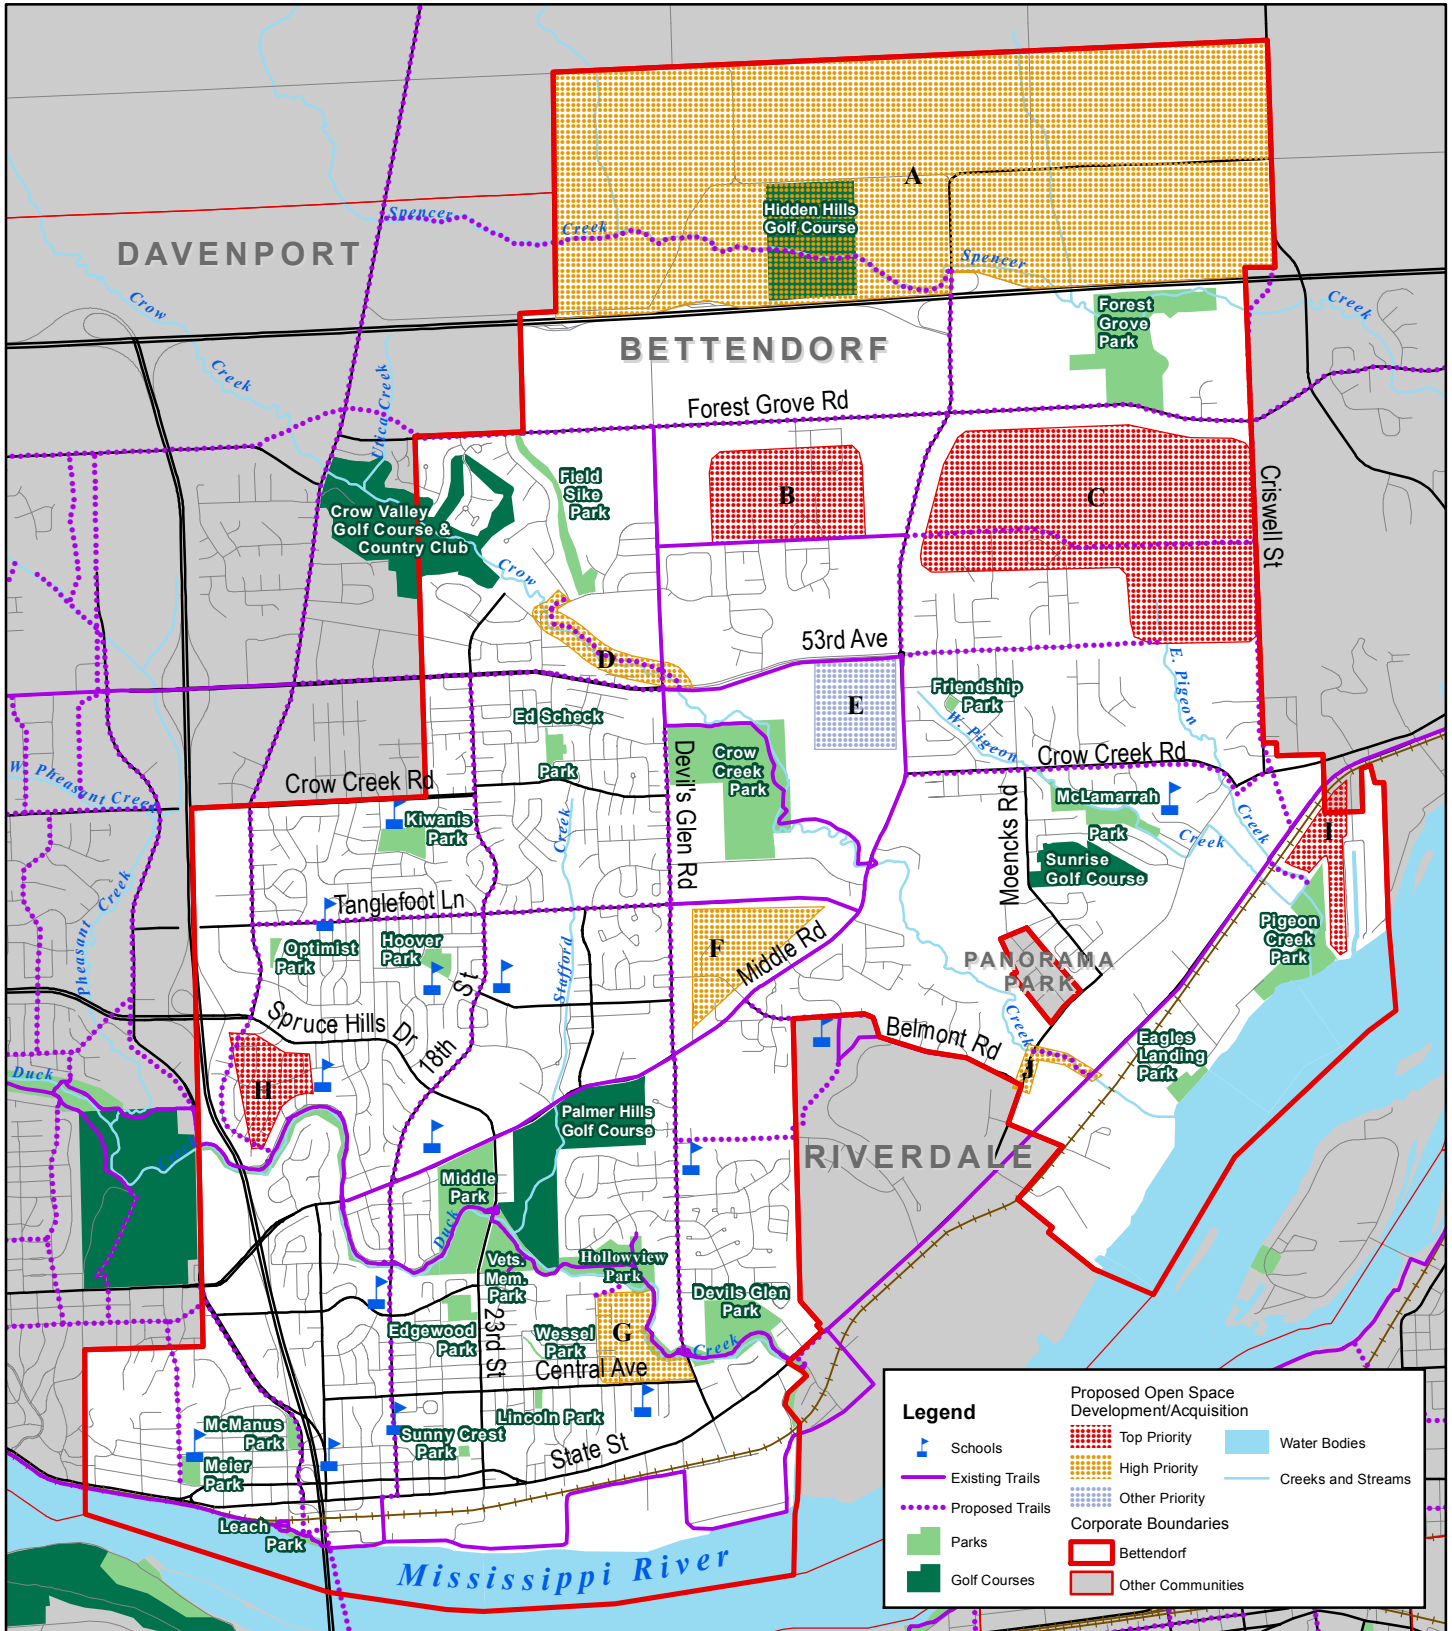 A
Hidden Hills
Golf Course
Spencer
Creek
DAVENPORT
Spencer
Creek
Crow
Creek
Forest
Grove
Park
BETTENDORF
Utica Creek
Forest Grove Rd
Field
Sike
Park
B
C
Criswell St
Crow Valley
Golf Course &
Country Club
Crow
53rd Ave
D
E. Pigeon
E
Friendship
Park
W. Pigeon
Ed Scheck
Park
Devil's Glen Rd
Crow
Creek
Park
Crow Creek Rd
W. Pheasant Creek
Crow Creek Rd
Moencks Rd
McLamarrah
Park
Creek
Creek
I
Kiwanis
Park
Creek
Sunrise
Golf Course
Pheasant Creek
Tanglefoot Ln
Pigeon
Creek
Park
Optimist
Park
Hoover
Park
St
Stafford
F
Middle Rd
PANORAMA
PARK
Spruce Hills Dr
18th
Belmont Rd
Creek
Eagles
Landing
Park
J
Duck
H
Palmer Hills
Golf Course
Creek
RIVERDALE
Middle
Park
Duck
Vets.
Mem.
Park
Hollowview
Park
Devils Glen
Park
Edgewood
Park
23rd St
Wessel
Park
G
Creek
Central Ave
McManus
Park
Lincoln Park
Sunny Crest
Park
State St
Meier
Park
Leach
Park
Mississippi River
Legend
Schools
Existing Trails
Proposed Trails
Parks
Golf Courses
Proposed Open Space
Development/Acquisition
Top Priority
High Priority
Other Priority
Corporate Boundaries
Bettendorf
Other Communities
Water Bodies
Creeks and Streams